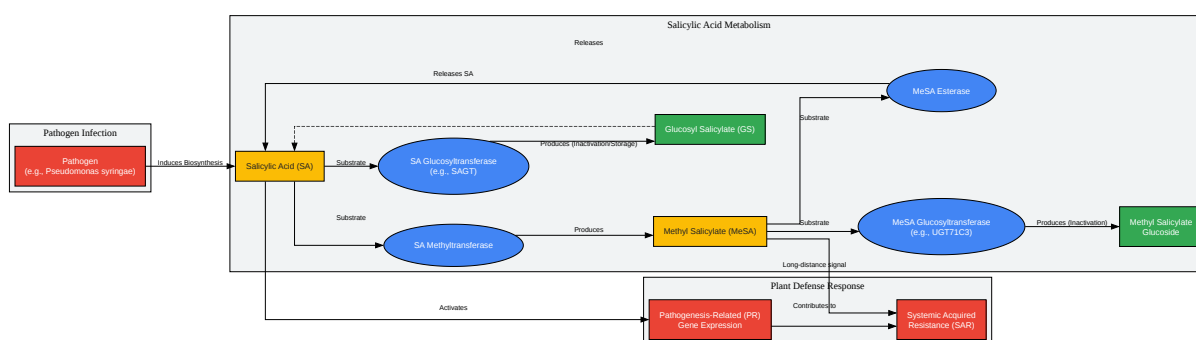 Salicylic Acid Metabolism
Releases
Releases SA
MeSA Esterase
Substrate
Pathogen Infection
Pathogen
(e.g., Pseudomonas syringae)
Induces Biosynthesis
Salicylic Acid (SA)
Substrate
SA Glucosyltransferase
(e.g., SAGT)
Produces (Inactivation/Storage)
Glucosyl Salicylate (GS)
Substrate
SA Methyltransferase
Produces
Methyl Salicylate (MeSA)
Substrate
MeSA Glucosyltransferase
(e.g., UGT71C3)
Produces (Inactivation)
Methyl Salicylate
Glucoside
Long-distance signal
Plant Defense Response
Activates
Pathogenesis-Related (PR)
Gene Expression
Contributes to
Systemic Acquired
Resistance (SAR)